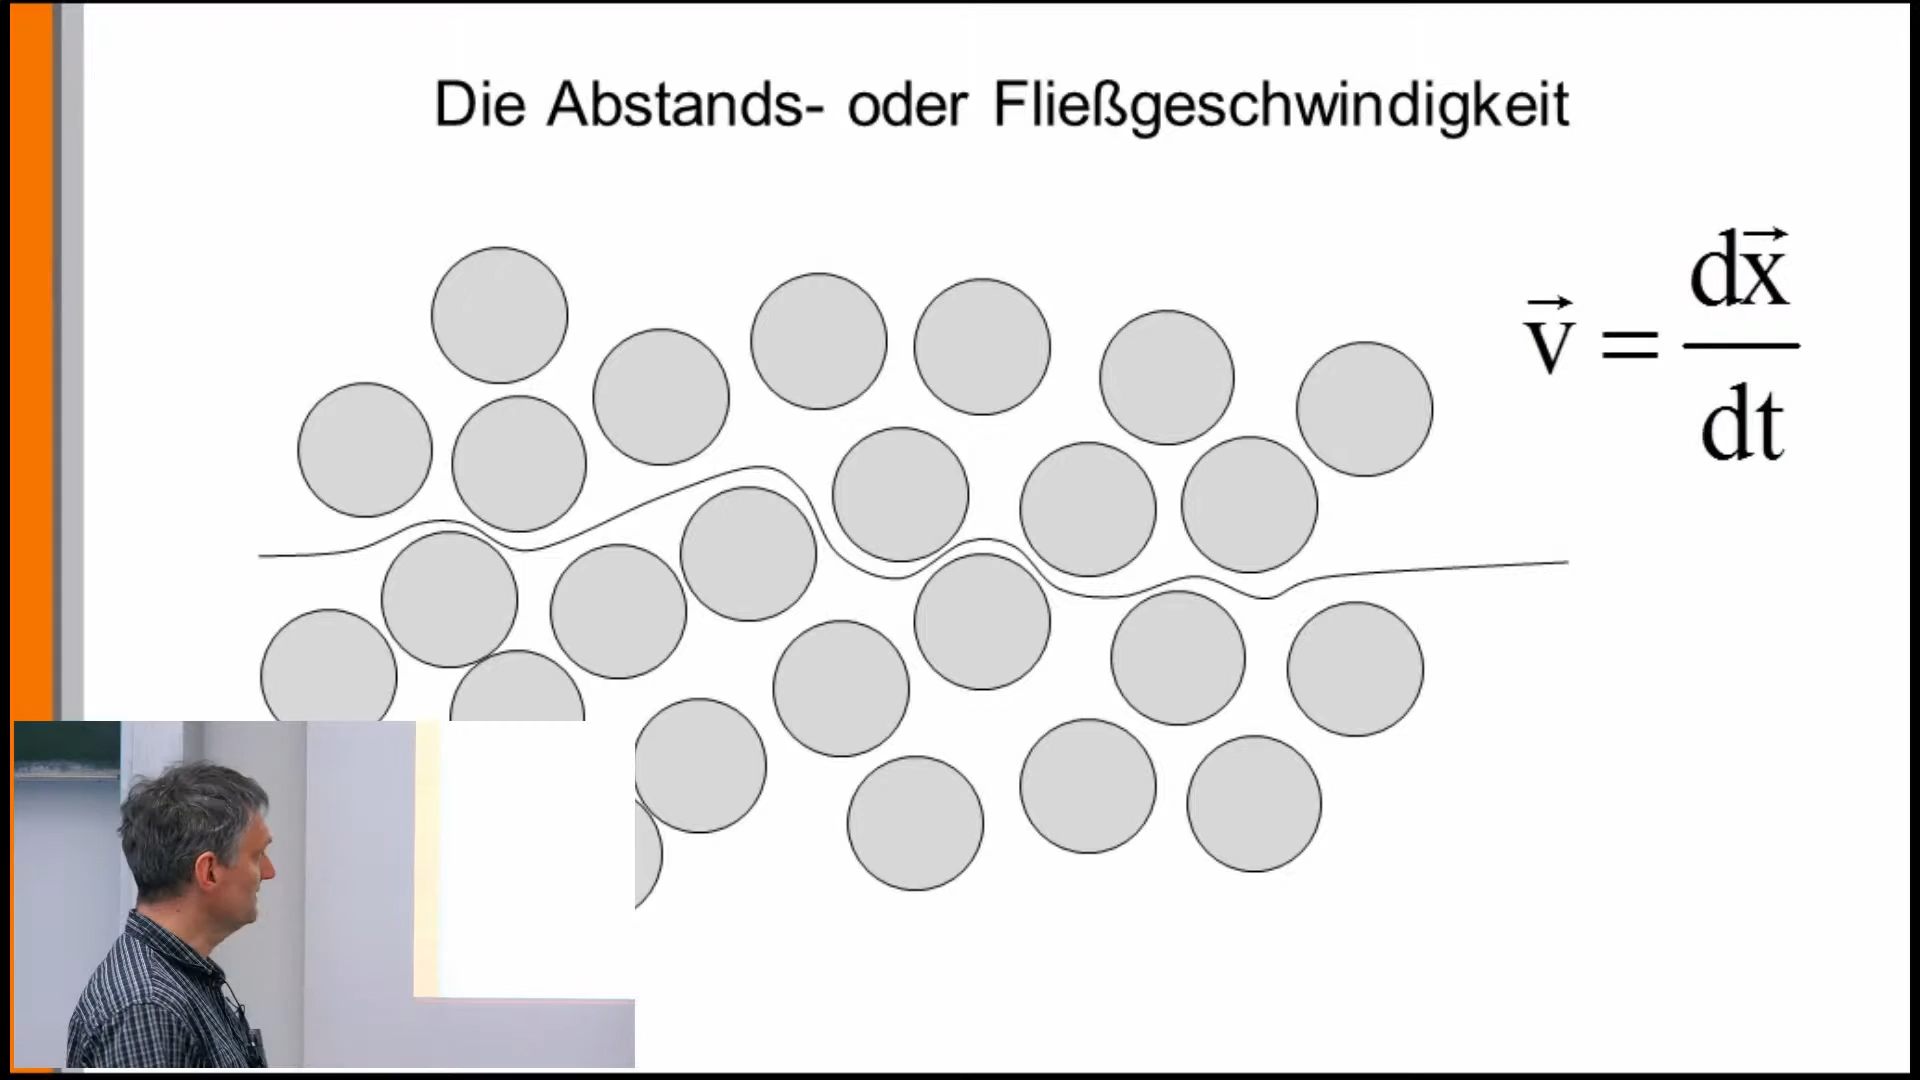 Die Abstands- oder Fließgeschwindigkeit
v⃗ = dx⃗ / dt